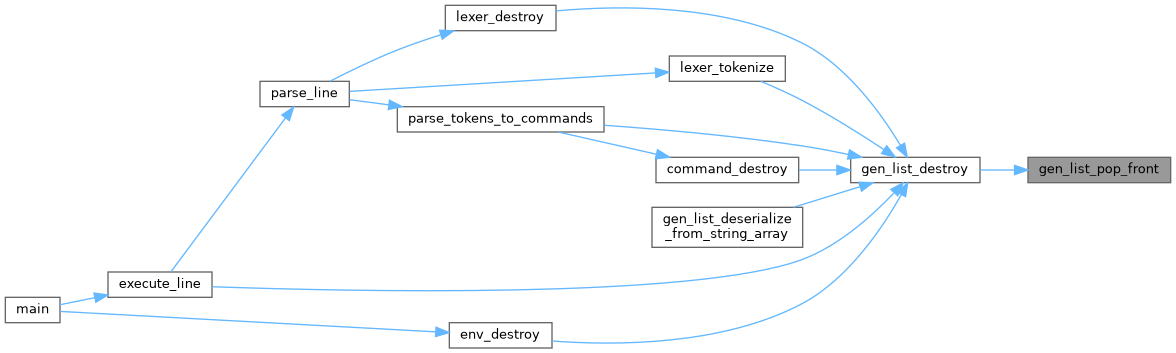 lexer_destroy
lexer_tokenize
parse_line
parse_tokens_to_commands
command_destroy
gen_list_destroy
gen_list_pop_front
gen_list_deserialize
_from_string_array
execute_line
main
env_destroy